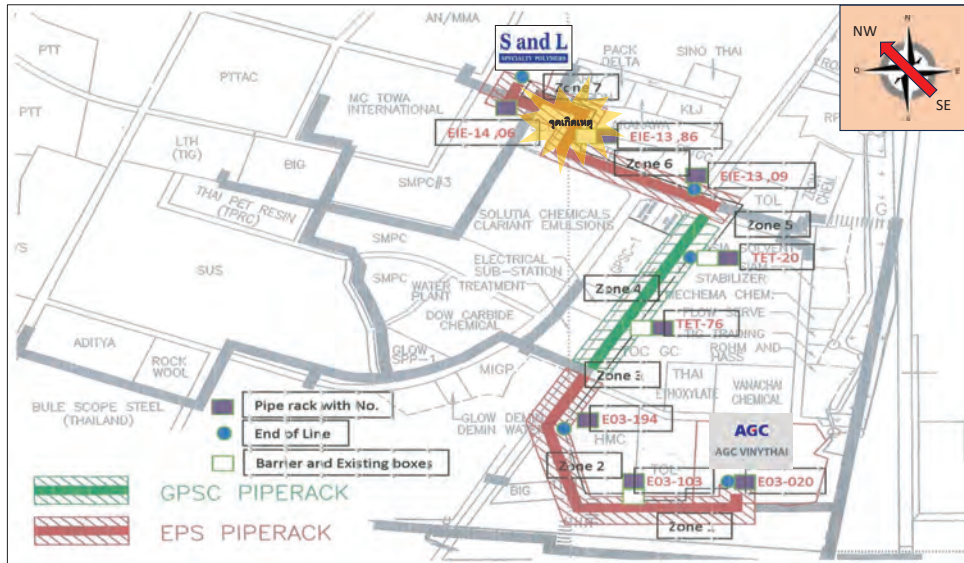 AN/MMA
S and L
SPECIALTY POLYMERS
PTT
PTT
PTTAC
MC TOWA
INTERNATIONAL
PACK
DELTA
SINO THAI
Zone 7
KLJ
จุดเกิดเหตุ
EIE-14 ,06
EIE-13 ,86
LTH
(TIG)
BIG
Zone 6
EIE-13 ,09
SMPC#3
THAI PET RESIN
(TPRC)
TOL
SOLUTIA CHEMICALS
CLARIANT EMULSIONS
Zone 5
SUS
SMPC
GPSC-1
TET-20
ELECTRICAL
SUB-STATION
STABILIZER
SMPC
WATER TREATMENT
PLANT
Zone 4
MECHEMA CHEM.
DOW CARBIDE
CHEMICAL
FLOW SERVE
TET-76
TIG TRADING
ADITYA
ROCK
WOOL
GLOW
SPP-1
TOC GC
ROHM AND
HASS
MIGP
Zone 3
THAI
ETHOXYLATE
VANACHAI
CHEMICAL
BULE SCOPE STEEL
(THAILAND)
Pipe rack with No.
GLOW DEMIN
DEMIN WATER
E03-194
End of Line
HMC
AGC
AGC VINYTHAI
Barrier and Existing boxes
Zone 2
TOL
E03-103
E03-020
BIG
GPSC PIPERACK
EPS PIPERACK
NW
N
SE